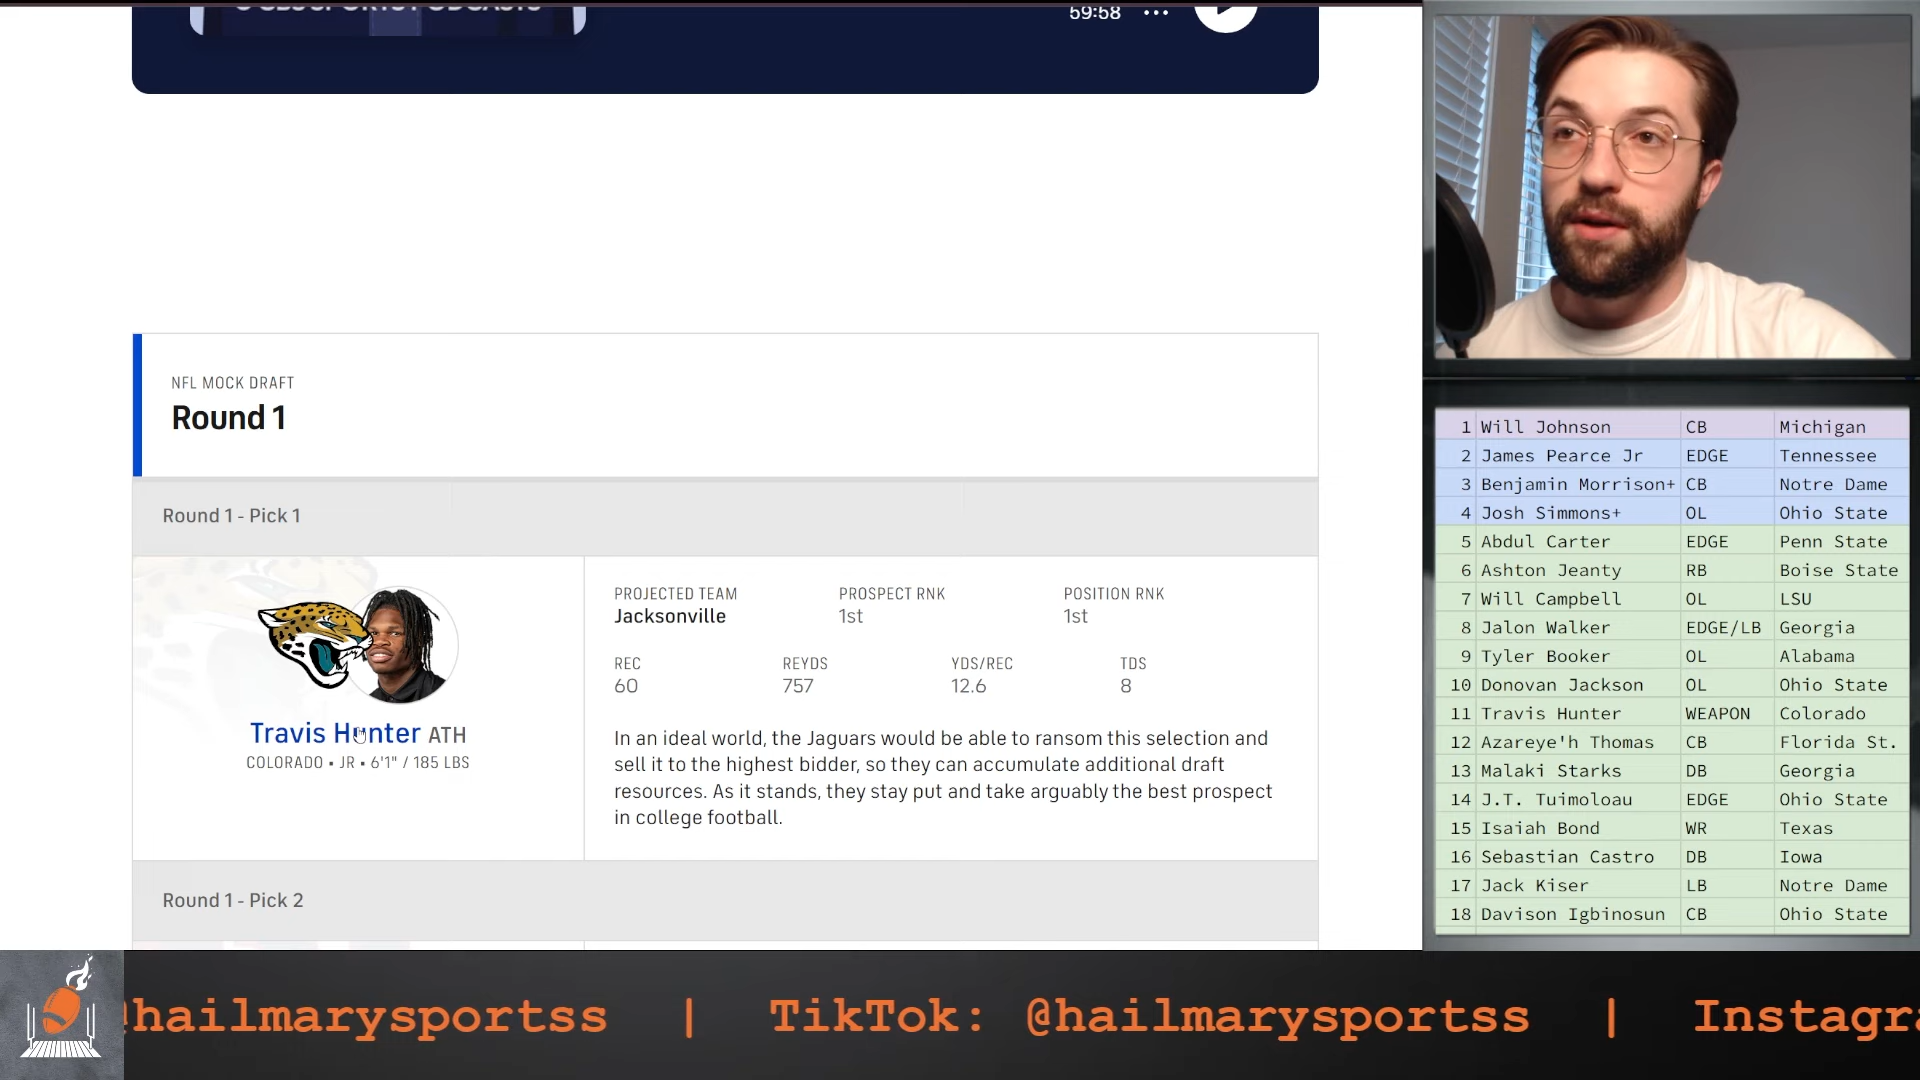 59:58
NFL MOCK DRAFT
Round 1
Round 1 - Pick 1
Travis Hunter ATH
COLORADO • JR • 6'1" / 185 LBS
PROJECTED TEAM PROSPECT RNK POSITION RNK
Jacksonville 1st 1st
REC REYDS YDS/REC TDS
60 757 12.6 8
In an ideal world, the Jaguars would be able to ransom this selection and
sell it to the highest bidder, so they can accumulate additional draft
resources. As it stands, they stay put and take arguably the best prospect
in college football.
Round 1 - Pick 2
1 Will Johnson CB Michigan
2 James Pearce Jr EDGE Tennessee
3 Benjamin Morrison+ CB Notre Dame
4 Josh Simmons+ OL Ohio State
5 Abdul Carter EDGE Penn State
6 Ashton Jeanty RB Boise State
7 Will Campbell OL LSU
8 Jalon Walker EDGE/LB Georgia
9 Tyler Booker OL Alabama
10 Donovan Jackson OL Ohio State
11 Travis Hunter WEAPON Colorado
12 Azareye'h Thomas CB Florida St.
13 Malaki Starks DB Georgia
14 J.T. Tuimoloau EDGE Ohio State
15 Isaiah Bond WR Texas
16 Sebastian Castro DB Iowa
17 Jack Kiser LB Notre Dame
18 Davison Igbinosun CB Ohio State
hailmarysportss | TikTok: @hailmarysportss | Instagra